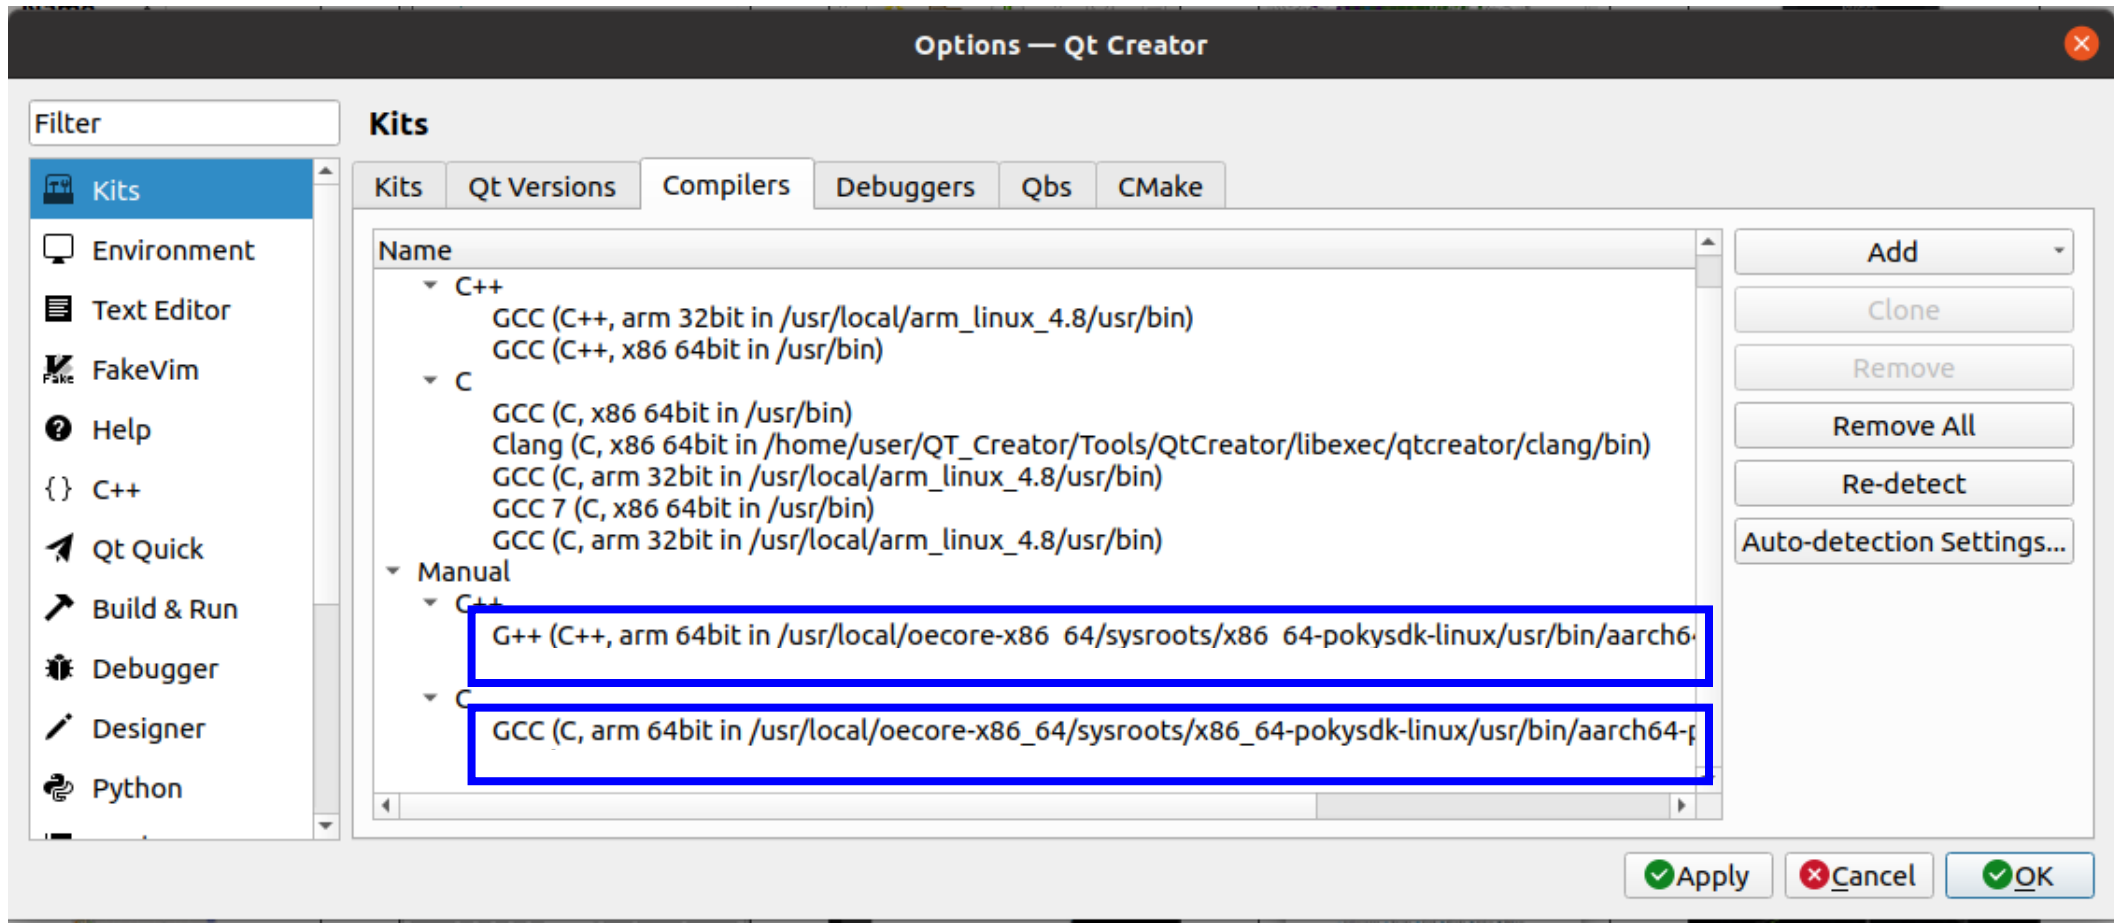 Options — Qt Creator
Filter
Kits
Environment
Text Editor
FakeVim
Help
C++
Qt Quick
Build & Run
Debugger
Designer
Python
Kits
Kits Qt Versions Compilers Debuggers Qbs CMake
Name
C++
GCC (C++, arm 32bit in /usr/local/arm_linux_4.8/usr/bin)
GCC (C++, x86 64bit in /usr/bin)
C
GCC (C, x86 64bit in /usr/bin)
Clang (C, x86 64bit in /home/user/QT_Creator/Tools/QtCreator/libexec/qtcreator/clang/bin)
GCC (C, arm 32bit in /usr/local/arm_linux_4.8/usr/bin)
GCC 7 (C, x86 64bit in /usr/bin)
GCC (C, arm 32bit in /usr/local/arm_linux_4.8/usr/bin)
Manual
C++
G++ (C++, arm 64bit in /usr/local/oecore-x86_64/sysroots/x86_64-pokysdk-linux/usr/bin/aarch64
C
GCC (C, arm 64bit in /usr/local/oecore-x86_64/sysroots/x86_64-pokysdk-linux/usr/bin/aarch64-p
Add
Clone
Remove
Remove All
Re-detect
Auto-detection Settings...
Apply Cancel OK